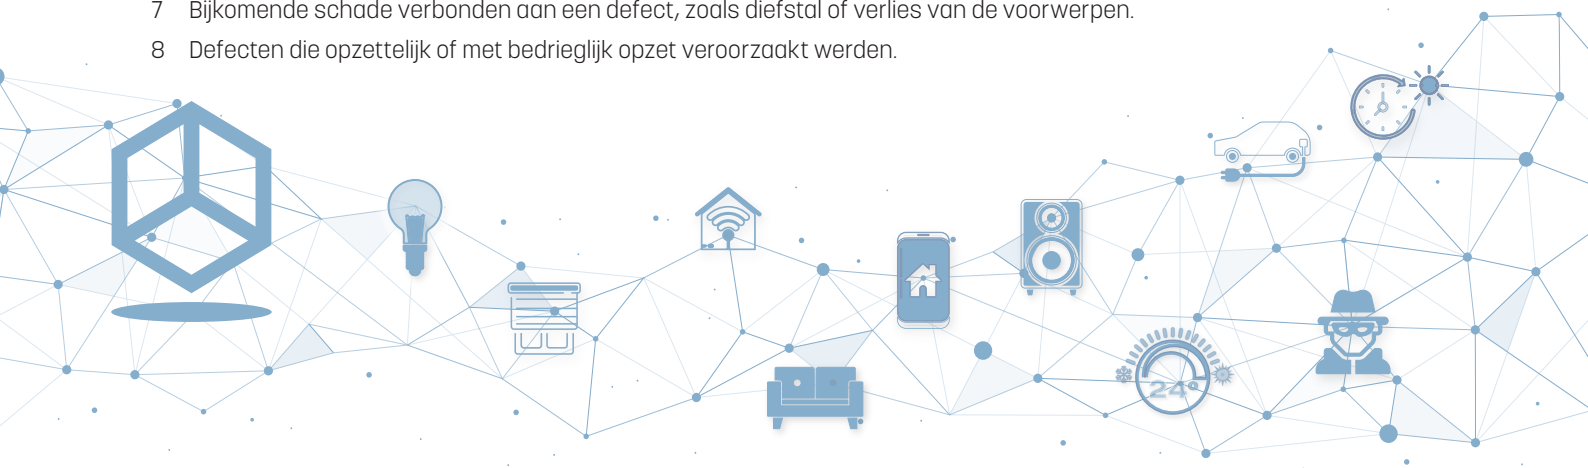 7 Bijkomende schade verbonden aan een defect, zoals diefstal of verlies van de voorwerpen.
8 Defecten die opzettelijk of met bedrieglijk opzet veroorzaakt werden.
24°